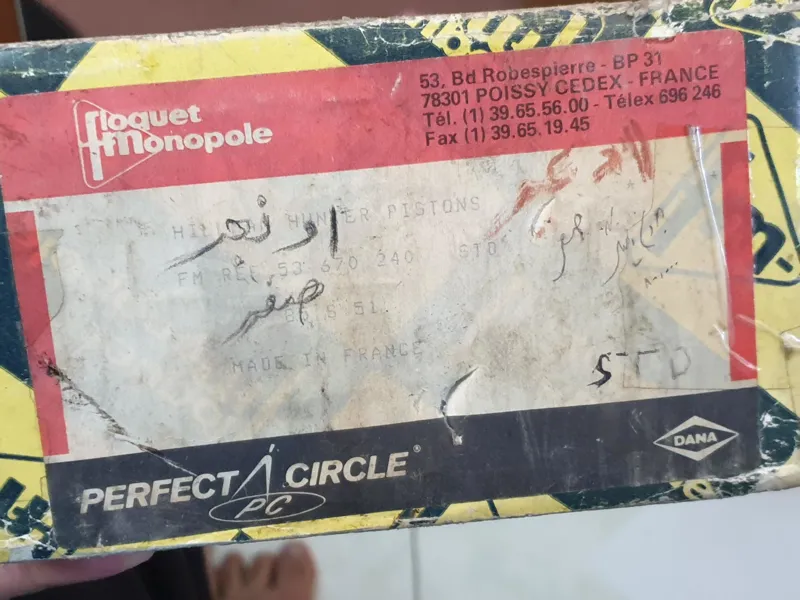 floquet
monopole
53, Bd Robespierre - BP 31
78301 POISSY CEDEX - FRANCE
Tél. (1) 39.65.56.00 - Télex 696 246
Fax (1) 39.65.19.45
HILLMAN HUNTER PISTONS
اونجر
FM REF 53 670 240 STD
صفر
S 51
MADE IN FRANCE
STD
PERFECT CIRCLE®
PC
DANA